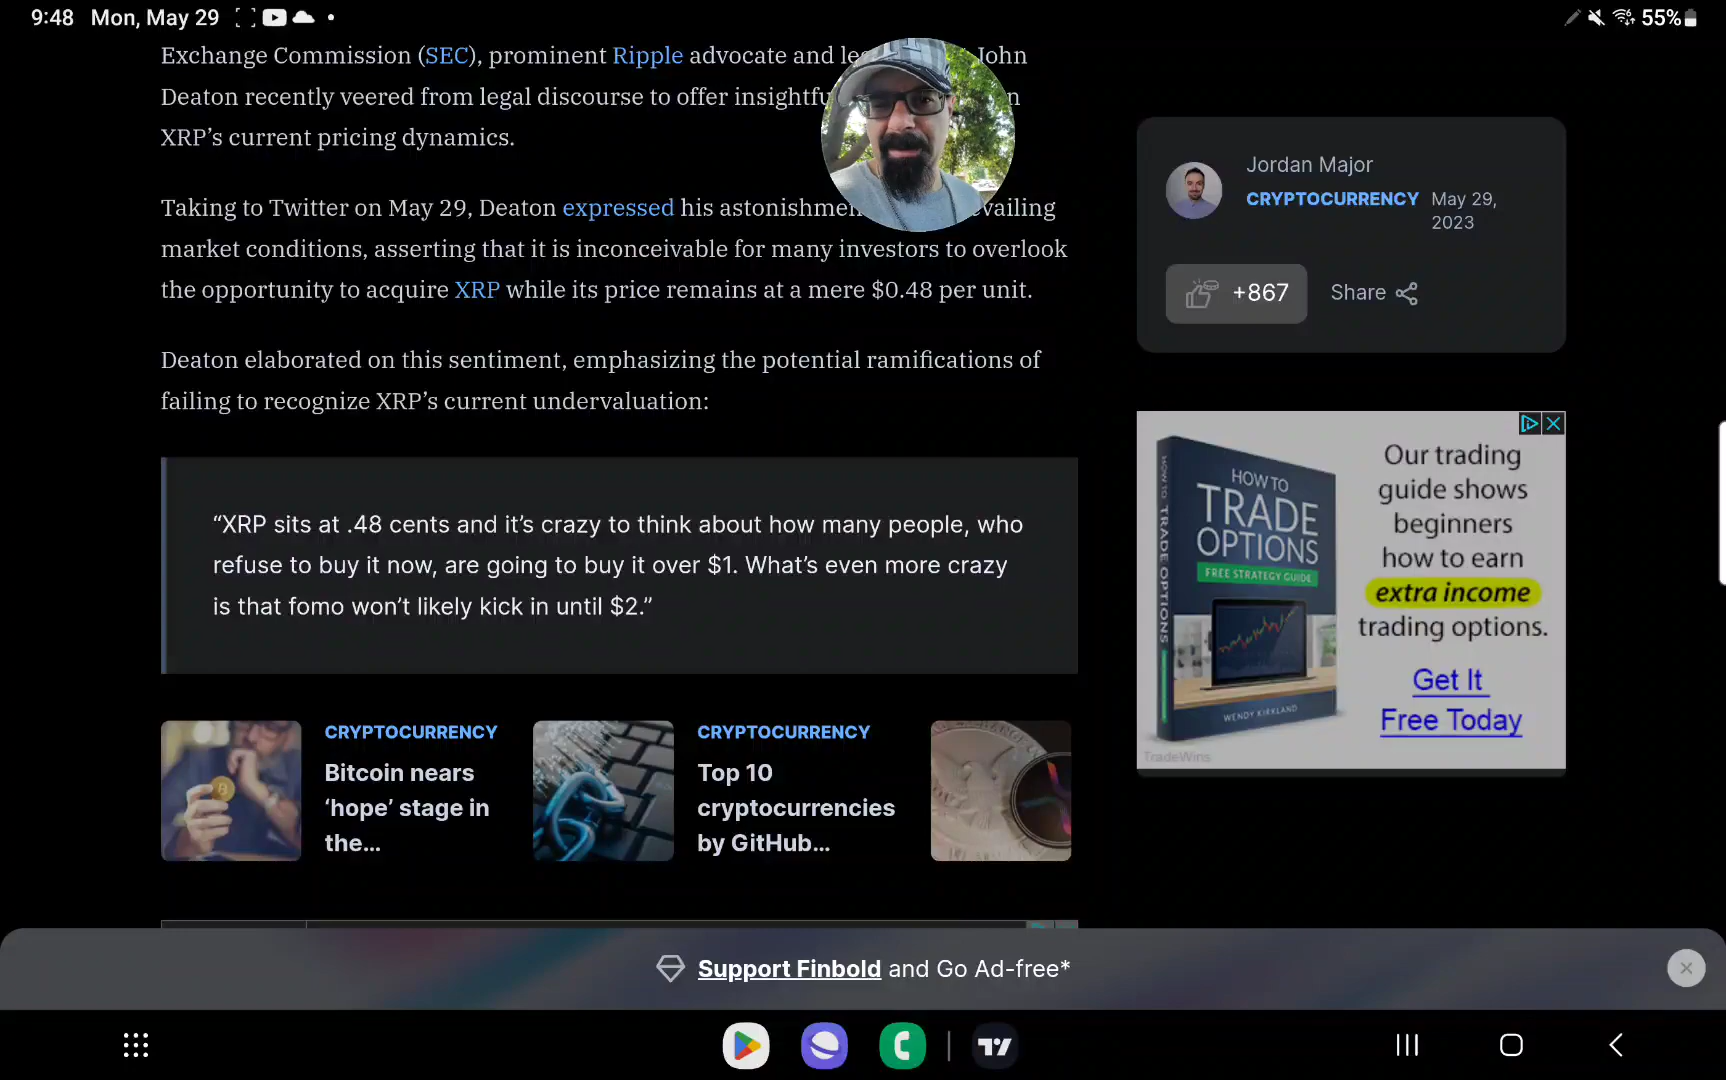 9:48 Mon, May 29
55%
Exchange Commission (SEC), prominent Ripple advocate and John
Deaton recently veered from legal discourse to offer
XRP’s current pricing dynamics.
Taking to Twitter on May 29, Deaton expressed his
market conditions, asserting that it is inconceivable for many investors to overlook
the opportunity to acquire XRP while its price remains at a mere $0.48 per unit.
Deaton elaborated on this sentiment, emphasizing the potential ramifications of
failing to recognize XRP’s current undervaluation:
“XRP sits at .48 cents and it’s crazy to think about how many people, who
refuse to buy it now, are going to buy it over $1. What’s even more crazy
is that fomo won’t likely kick in until $2.”
CRYPTOCURRENCY
Bitcoin nears
‘hope’ stage in
the...
CRYPTOCURRENCY
Top 10
cryptocurrencies
by GitHub...
Jordan Major
CRYPTOCURRENCY May 29,
2023
+867 Share
HOW TO TRADE OPTIONS
HOW TO
TRADE
OPTIONS
FREE STRATEGY GUIDE
WENDY KIRKLAND
TradeWins
Our trading
guide shows
beginners
how to earn
extra income
trading options.
Get It
Free Today
Support Finbold and Go Ad-free*